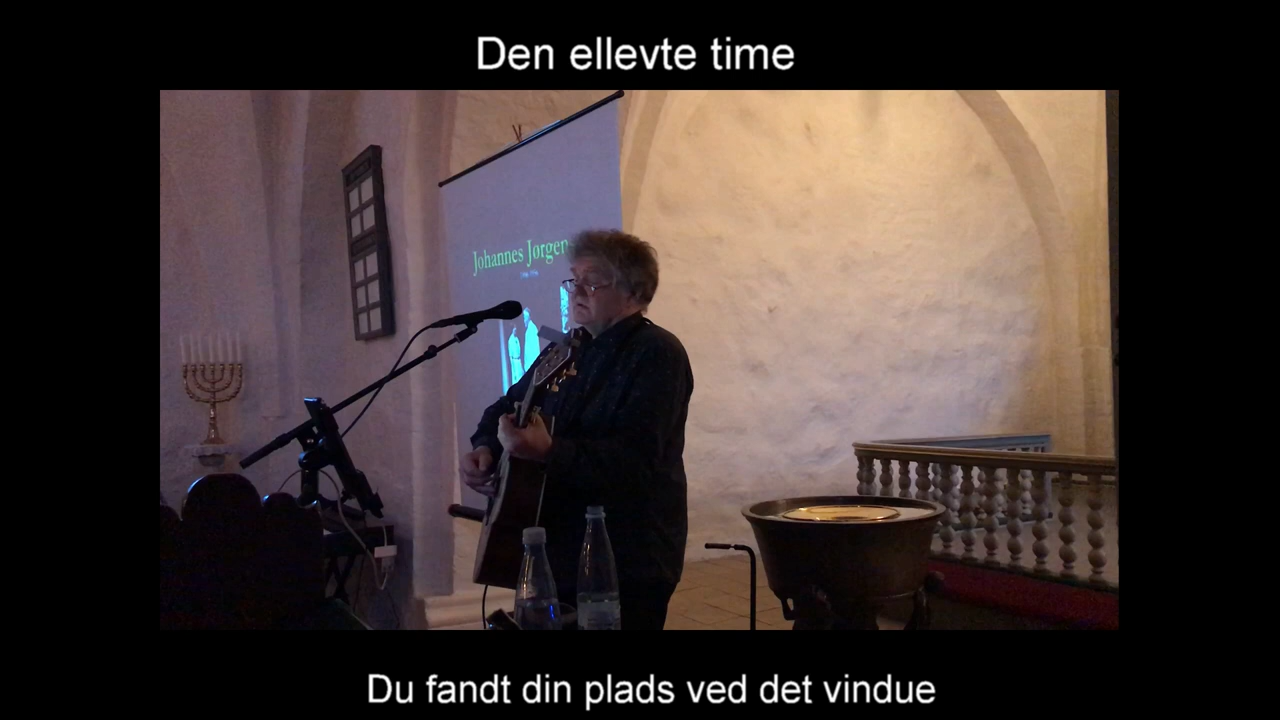 Den ellevte time
Johannes Jørgen
Du fandt din plads ved det vindue